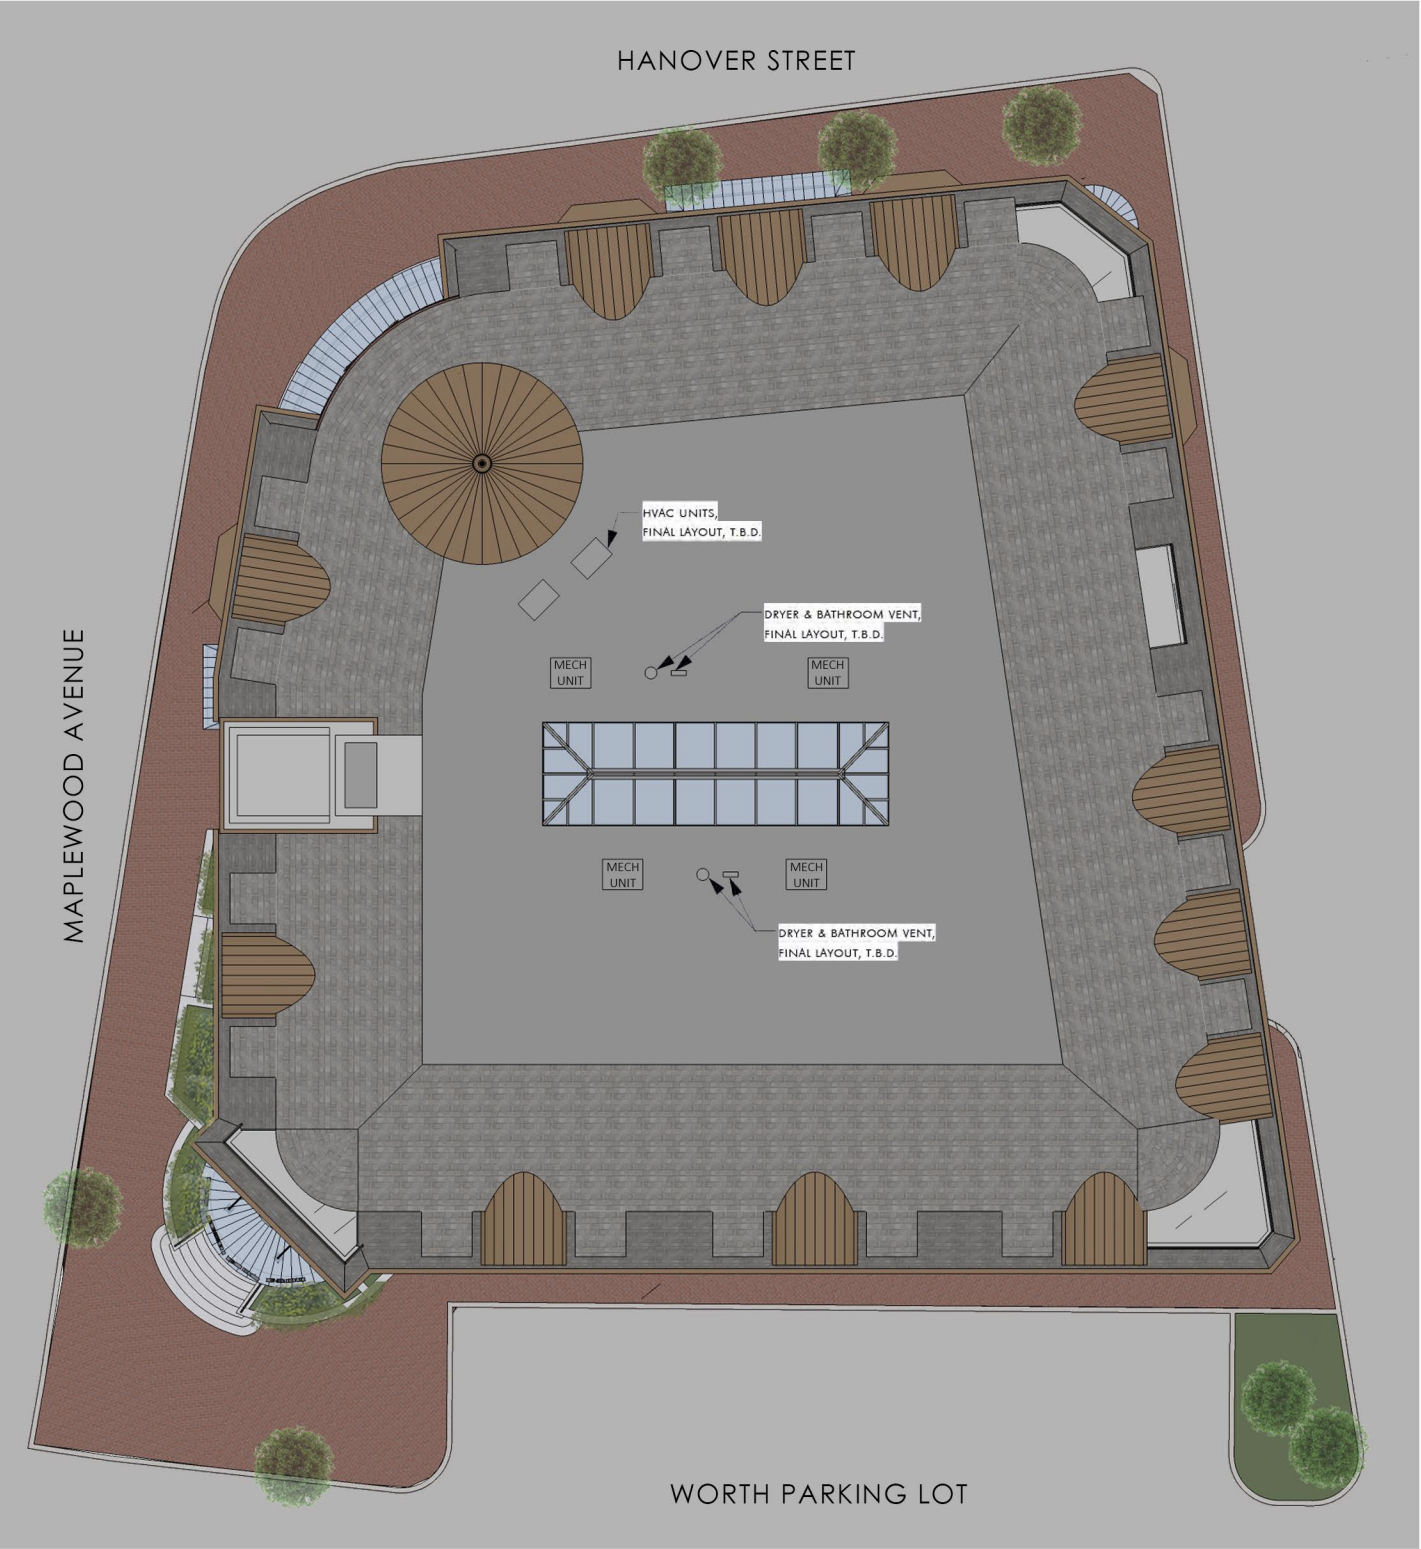 HANOVER STREET
HVAC UNITS,
FINAL LAYOUT, T.B.D.
DRYER & BATHROOM VENT,
FINAL LAYOUT, T.B.D.
MECH
UNIT
MECH
UNIT
MAPLEWOOD AVENUE
MECH
UNIT
MECH
UNIT
DRYER & BATHROOM VENT,
FINAL LAYOUT, T.B.D.
WORTH PARKING LOT